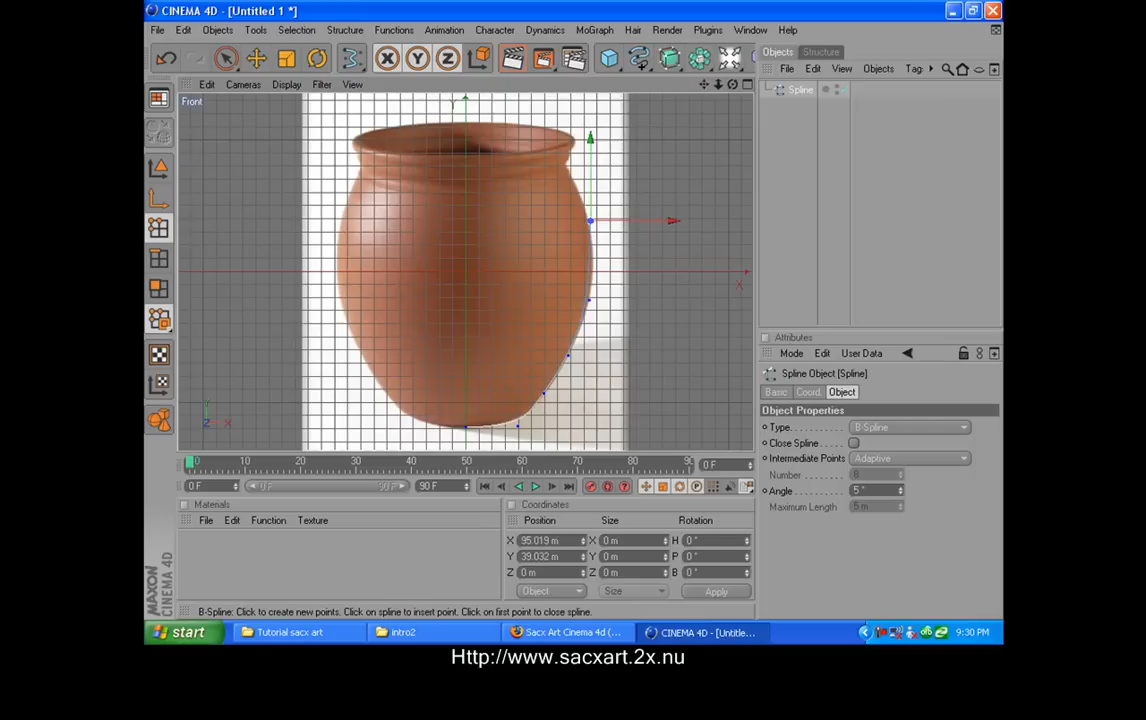 CINEMA 4D - [Untitled 1 *]
File Edit Objects Tools Selection Structure Functions Animation Character Dynamics MoGraph Hair Render Plugins Window Help
Objects Structure
File Edit View Objects Tag
Edit Cameras Display Filter View
Spline
Front
Y
X
Y
Z X
Attributes
Mode Edit User Data
Spline Object [Spline]
Basic Coord. Object
Object Properties
Type. B-Spline
Close Spline
Intermediate Points Adaptive
Number 8
Angle 5 °
Maximum Length 5 m
0 10 20 30 40 50 60 70 80 90 0 F
0 F 0 F 90 F 90 F
Materials
File Edit Function Texture
Coordinates
Position Size Rotation
X 95.019 m X 0 m H 0 °
Y 39.032 m Y 0 m P 0 °
Z 0 m Z 0 m B 0 °
Object Size Apply
MAXON
CINEMA 4D
B-Spline: Click to create new points. Click on spline to insert point. Click on first point to close spline.
start Tutorial sacx art intro2 Sacx Art Cinema 4d (... CINEMA 4D - [Untitle... 9:30 PM
Http://www.sacxart.2x.nu